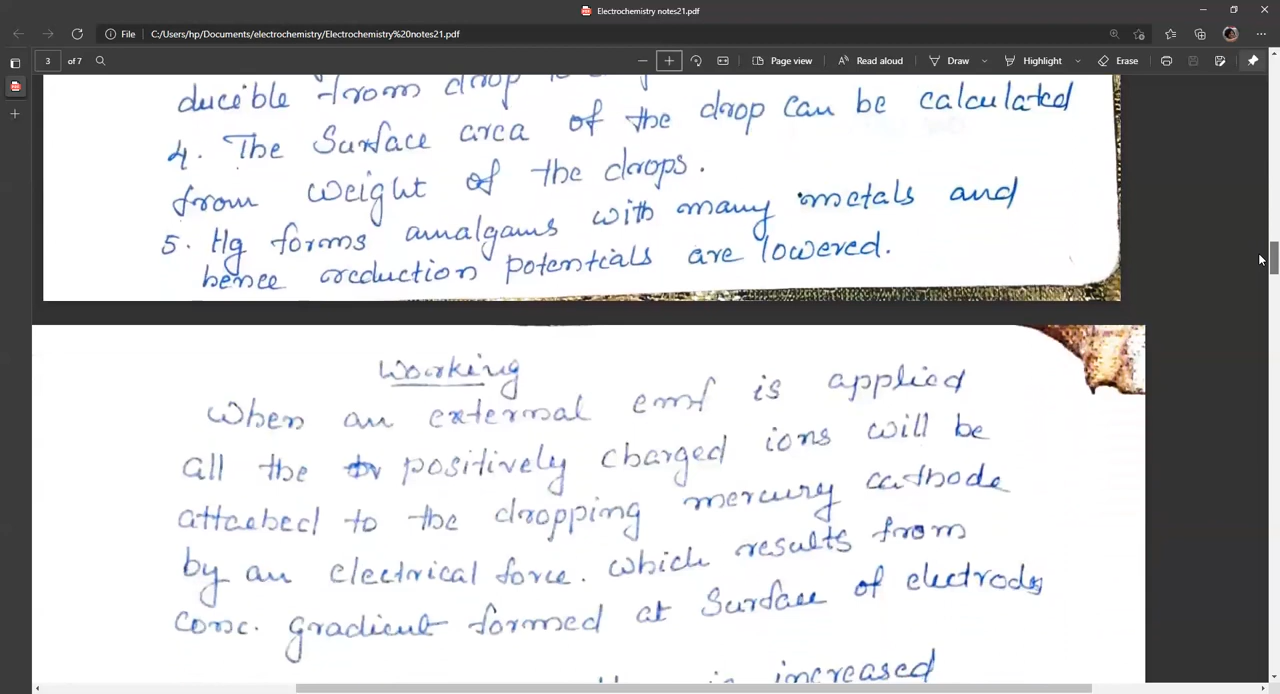 Electrochemistry notes21.pdf
File C:/Users/hp/Documents/electrochemistry/Electrochemistry%20notes21.pdf
3 of 7 Page view Read aloud Draw Highlight Erase
ducible from drop
4. The Surface area of the drop can be calculated
from weight of the drops.
5. Hg forms amalgams with many metals and
hence reduction potentials are lowered.
Working
When an external emf is applied
all the positively charged ions will be
attached to the dropping mercury cathode
by an electrical force. Which results from
conc. gradient formed at Surface of electrode
is increased